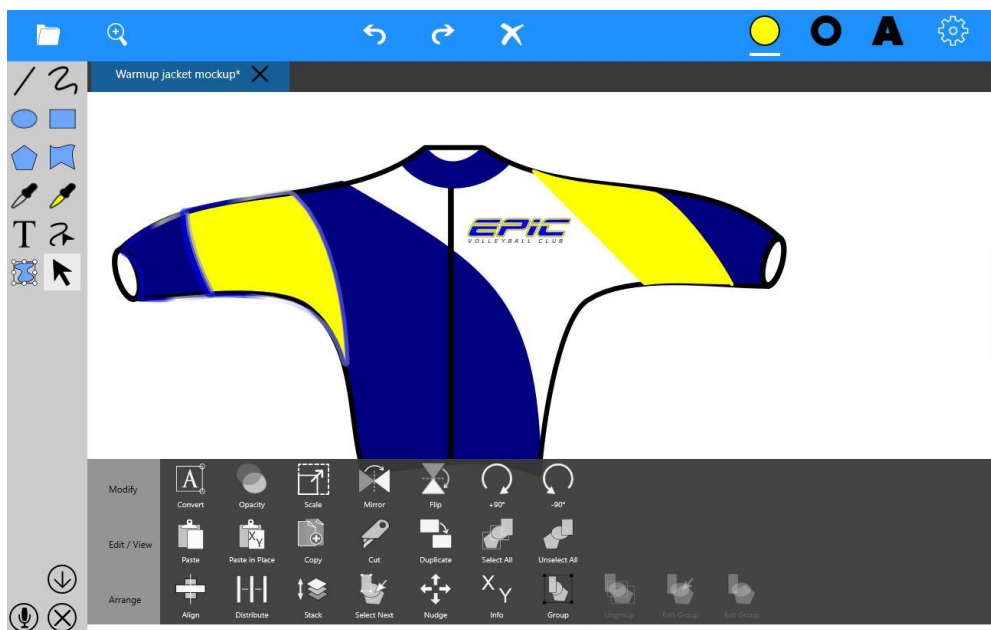 A
Warmup jacket mockup*
EPiC
VOLLEYBALL CLUB
T
Modify
A
Convert Opacity Scale Mirror Flip +90° -90°
Edit / View
X Y
Paste Paste in Place Copy Cut Duplicate Select All Unselect All
Arrange
X Y
Align Distribute Stack Select Next Nudge Info Group Ungroup Edit Group Exit Group